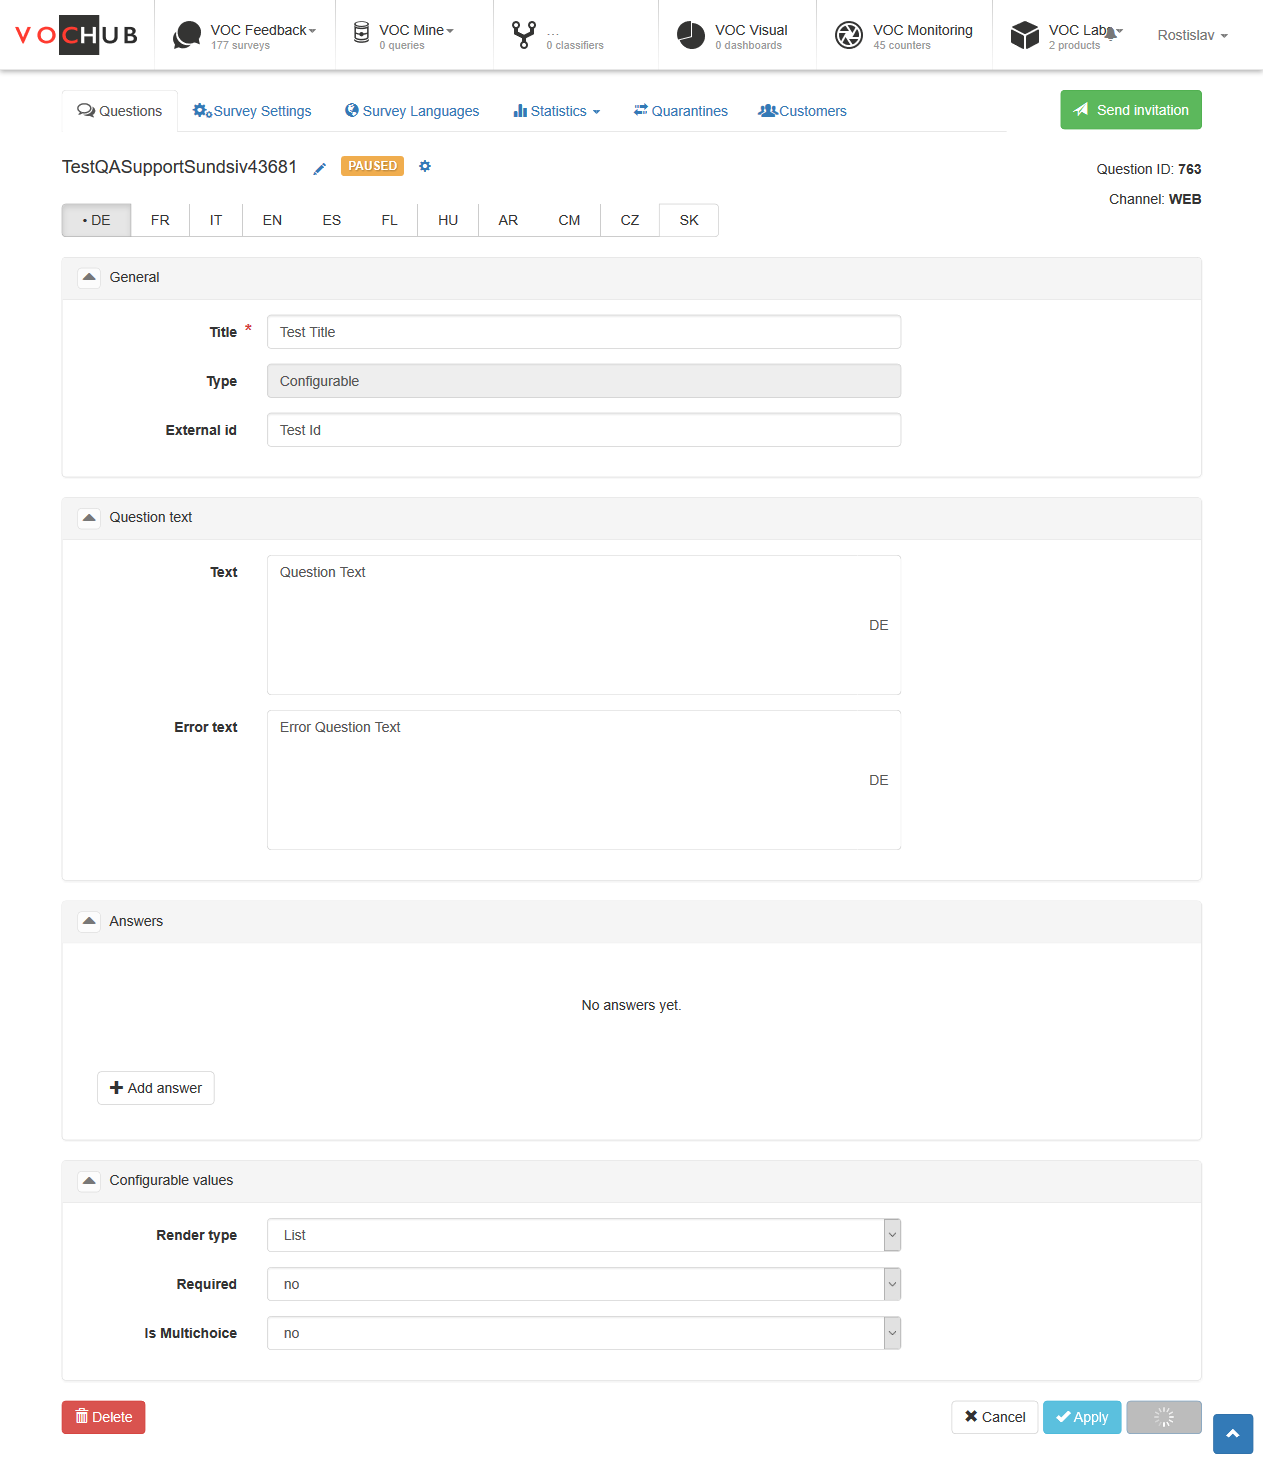 VOCHUB
VOC Feedback
177 surveys
VOC Mine
0 queries
...
0 classifiers
VOC Visual
0 dashboards
VOC Monitoring
45 counters
VOC Labs
2 products
Rostislav
Questions
Survey Settings
Survey Languages
Statistics
Quarantines
Customers
Send invitation
TestQASupportSundsiv43681
PAUSED
Question ID: 763
Channel: WEB
• DE
FR
IT
EN
ES
FL
HU
AR
CM
CZ
SK
General
Title *
Test Title
Type
Configurable
External id
Test Id
Question text
Text
Question Text
DE
Error text
Error Question Text
DE
Answers
No answers yet.
Add answer
Configurable values
Render type
List
Required
no
Is Multichoice
no
Delete
Cancel
Apply